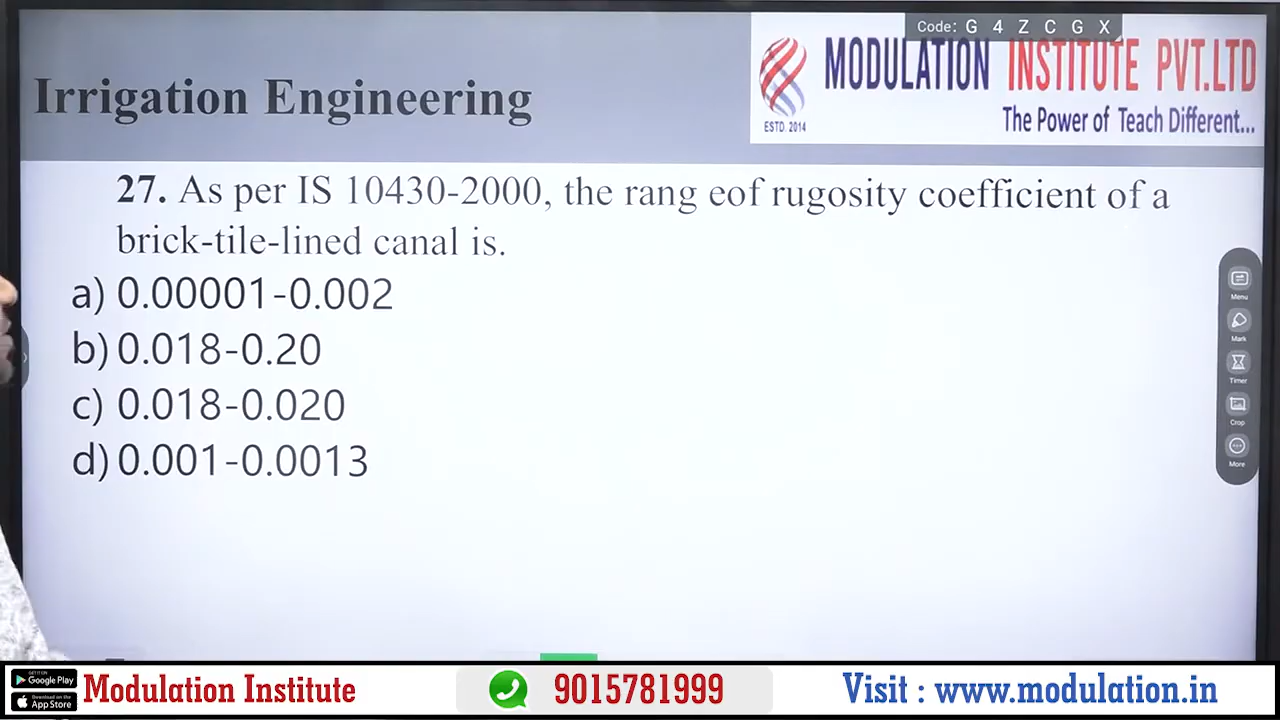 Code: G 4 Z C G X
MODULATION INSTITUTE PVT.LTD
The Power of Teach Different...
ESTD. 2014
Irrigation Engineering
27. As per IS 10430-2000, the rang eof rugosity coefficient of a
brick-tile-lined canal is.
a) 0.00001-0.002
b) 0.018-0.20
c) 0.018-0.020
d) 0.001-0.0013
Menu
Mark
Timer
Crop
More
GET IT ON
Google Play
Download on the
App Store
Modulation Institute
9015781999
Visit : www.modulation.in